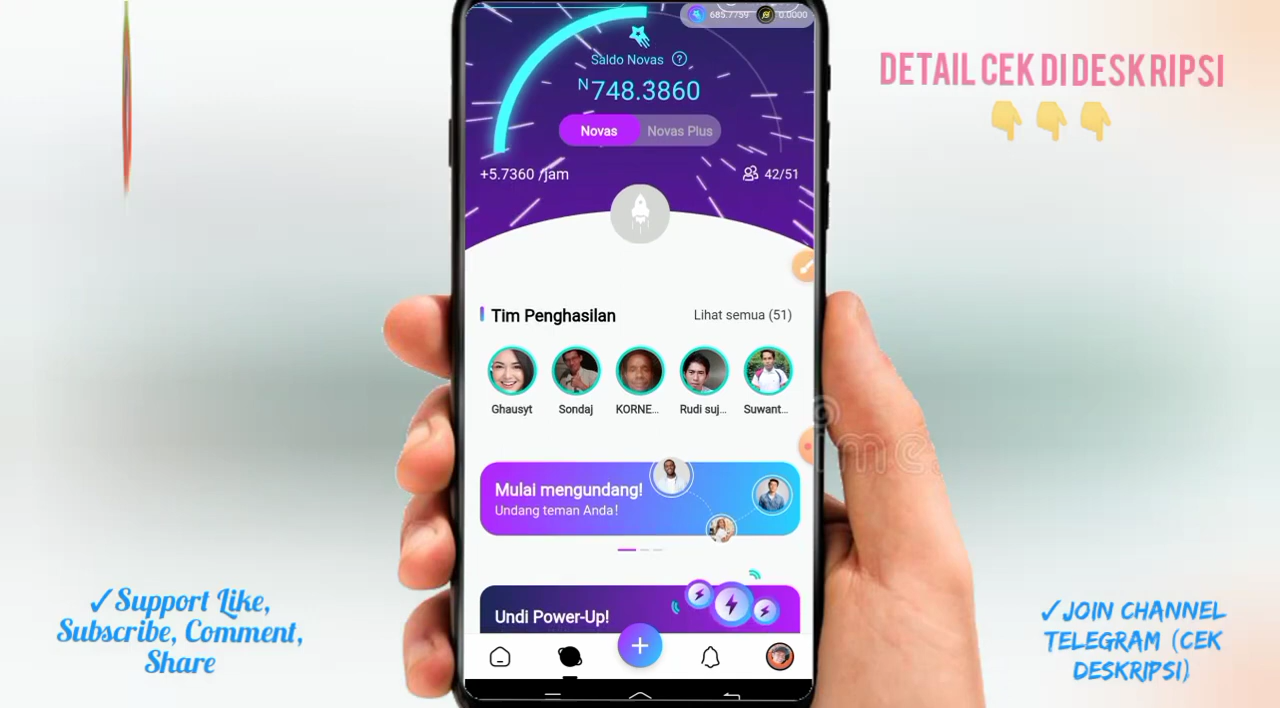 685.7759 0.0000
DETAIL CEK DI DESKRIPSI
Saldo Novas ?
N748.3860
Novas Novas Plus
+5.7360 /jam 42/51
Tim Penghasilan Lihat semua (51)
Ghausyt Sondaj KORNE... Rudi suj... Suwant...
Mulai mengundang!
Undang teman Anda!
Undi Power-Up!
✓Support Like,
Subscribe, Comment,
Share
✓JOIN CHANNEL
TELEGRAM (CEK
DESKRIPSI)